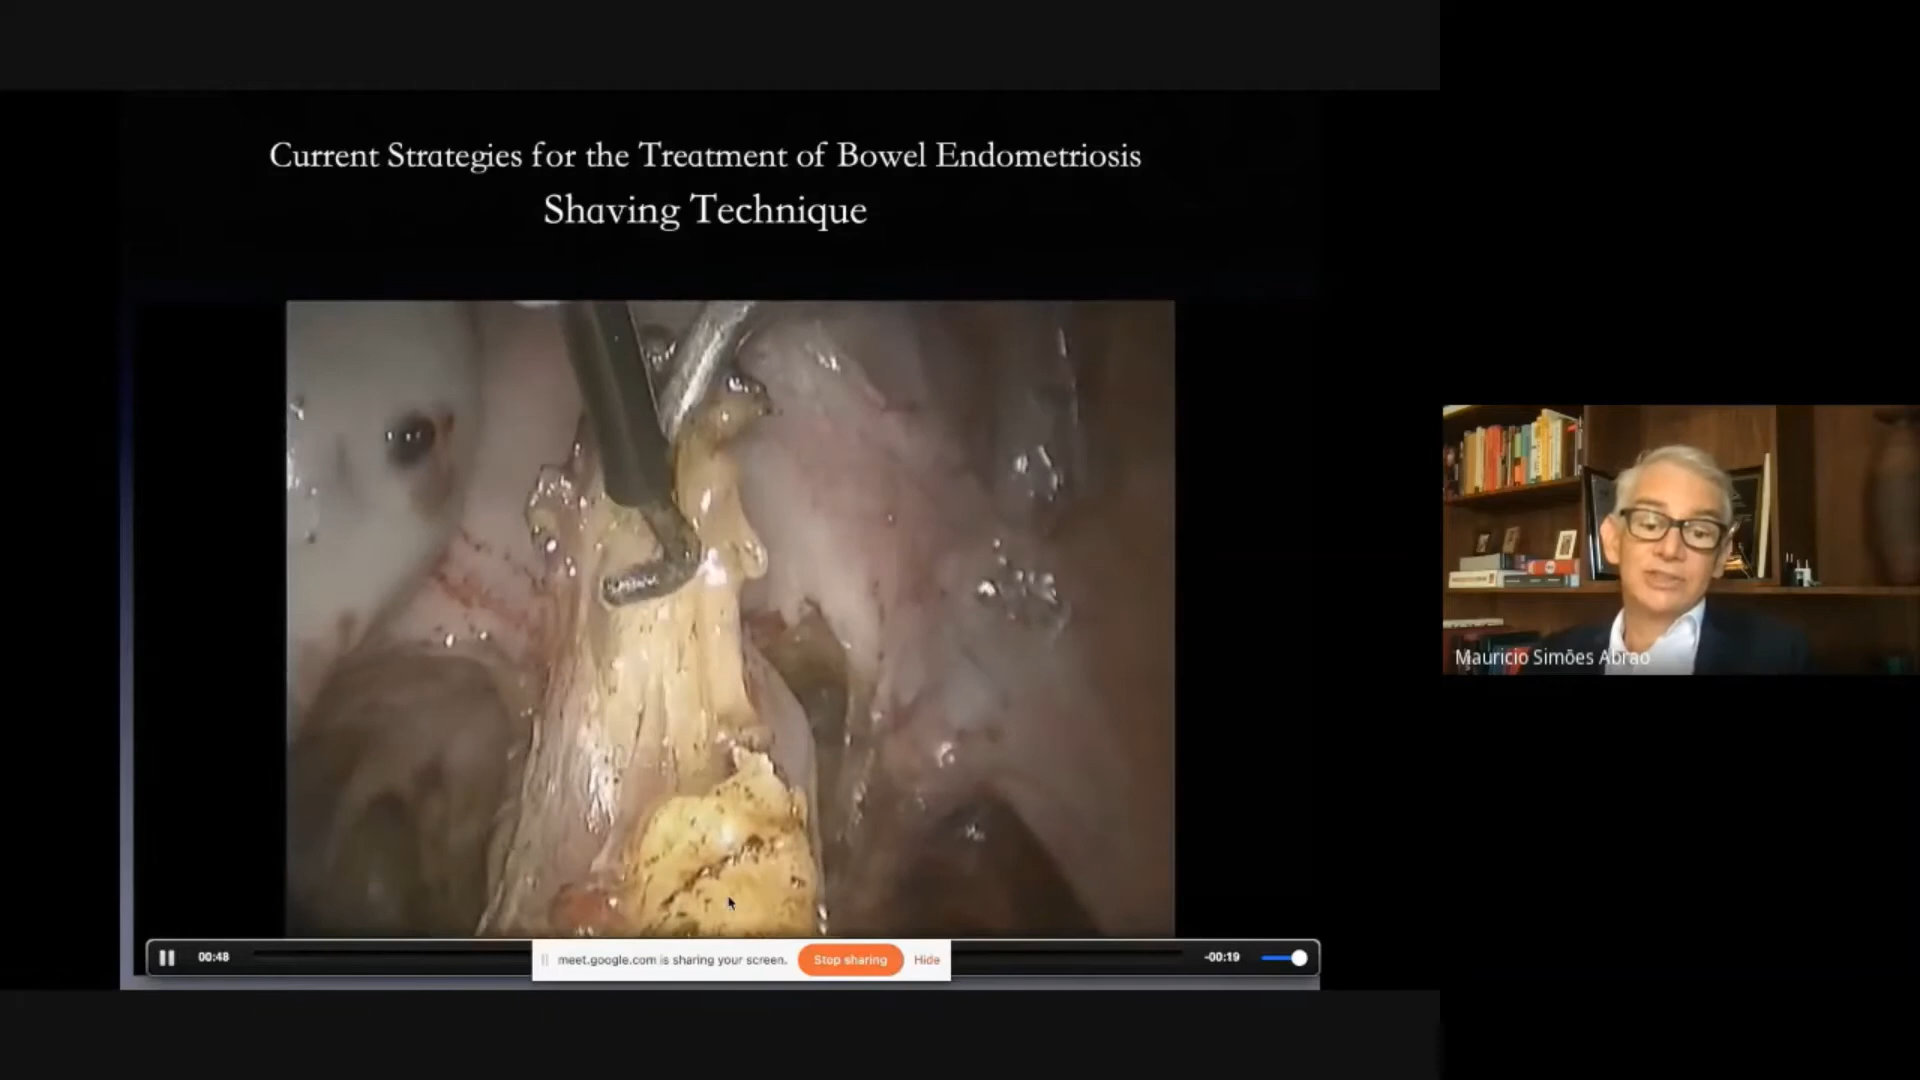 Current Strategies for the Treatment of Bowel Endometriosis
Shaving Technique
Mauricio Simões Abrao
00:48
meet.google.com is sharing your screen.
Stop sharing
Hide
-00:19